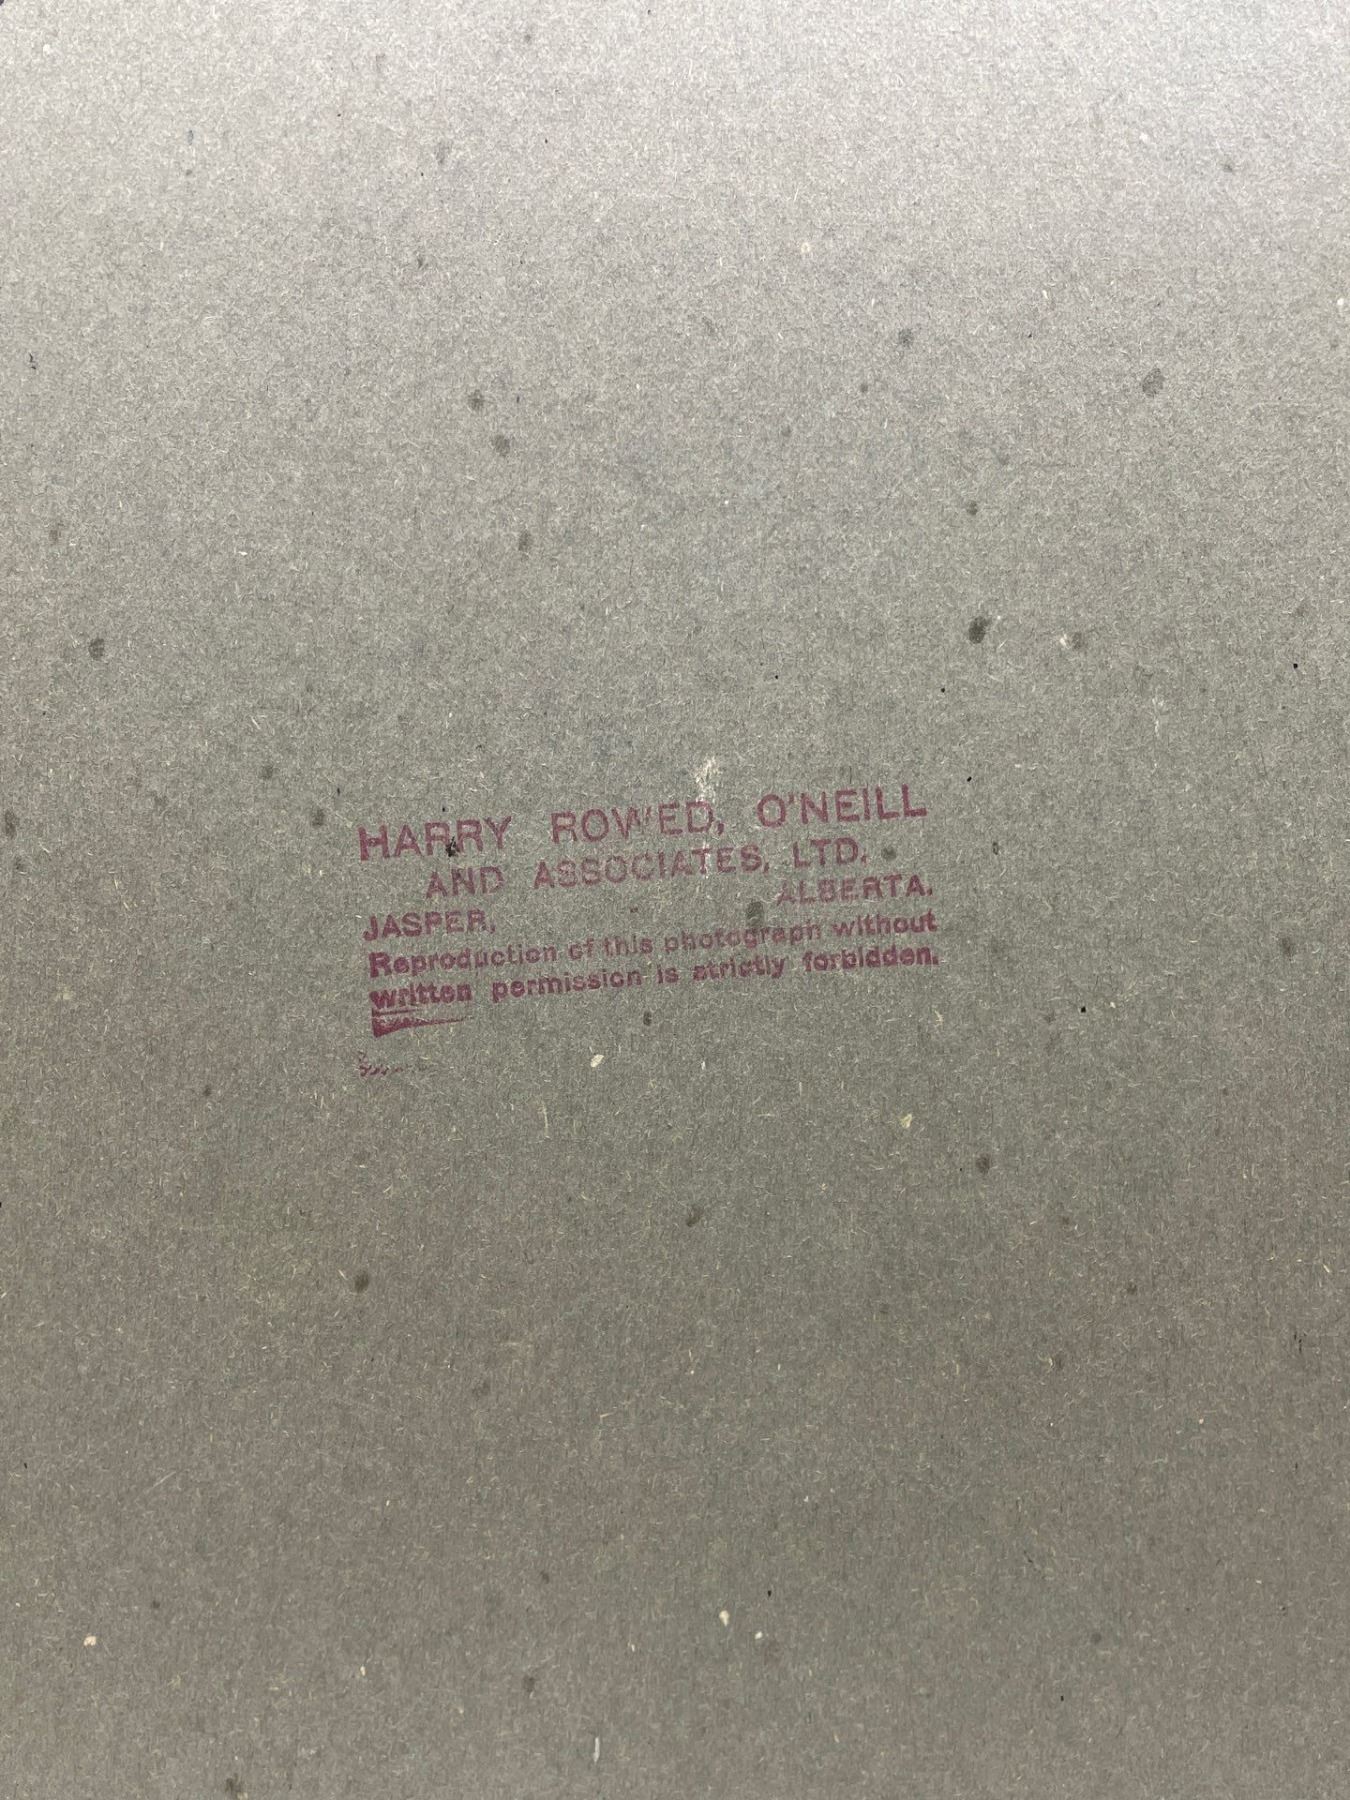 HARRY ROWED, O'NEILL
AND ASSOCIATES, LTD.
JASPER, ALBERTA.
Reproduction of this photograph without
written permission is strictly forbidden.